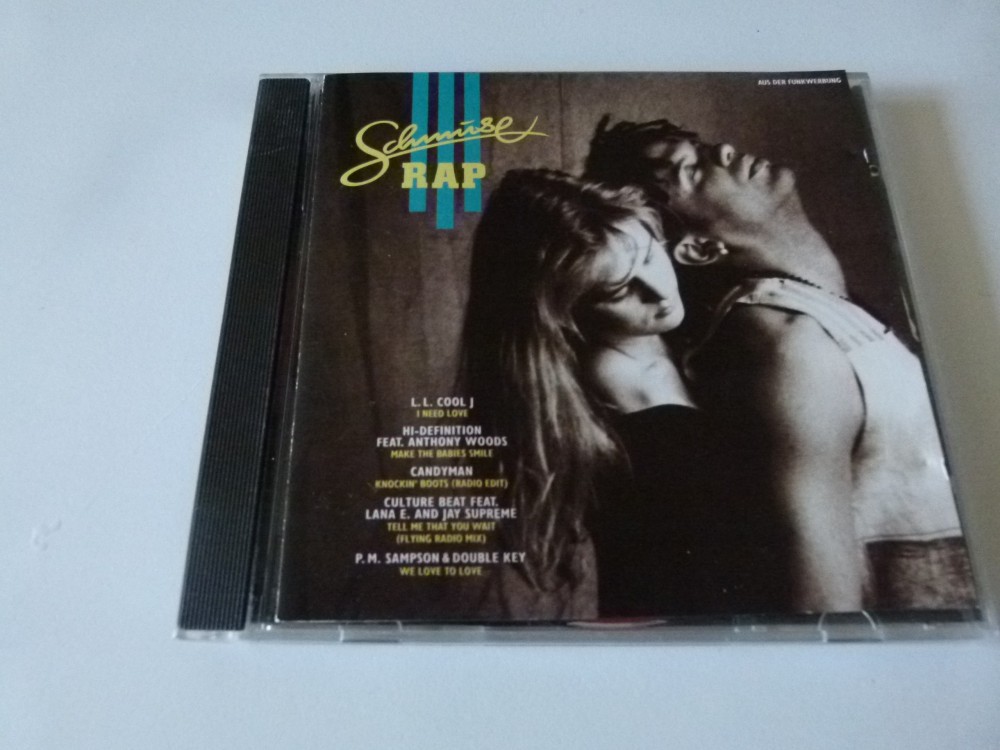 AUS DER FUNKWERBUNG
Schmuse
RAP
L. L. COOL J
I NEED LOVE
HI-DEFINITION
FEAT. ANTHONY WOODS
MAKE THE BABIES SMILE
CANDYMAN
KNOCKIN' BOOTS (RADIO EDIT)
CULTURE BEAT FEAT.
LANA E. AND JAY SUPREME
TELL ME THAT YOU WAIT
(FLYING RADIO MIX)
P. M. SAMPSON & DOUBLE KEY
WE LOVE TO LOVE